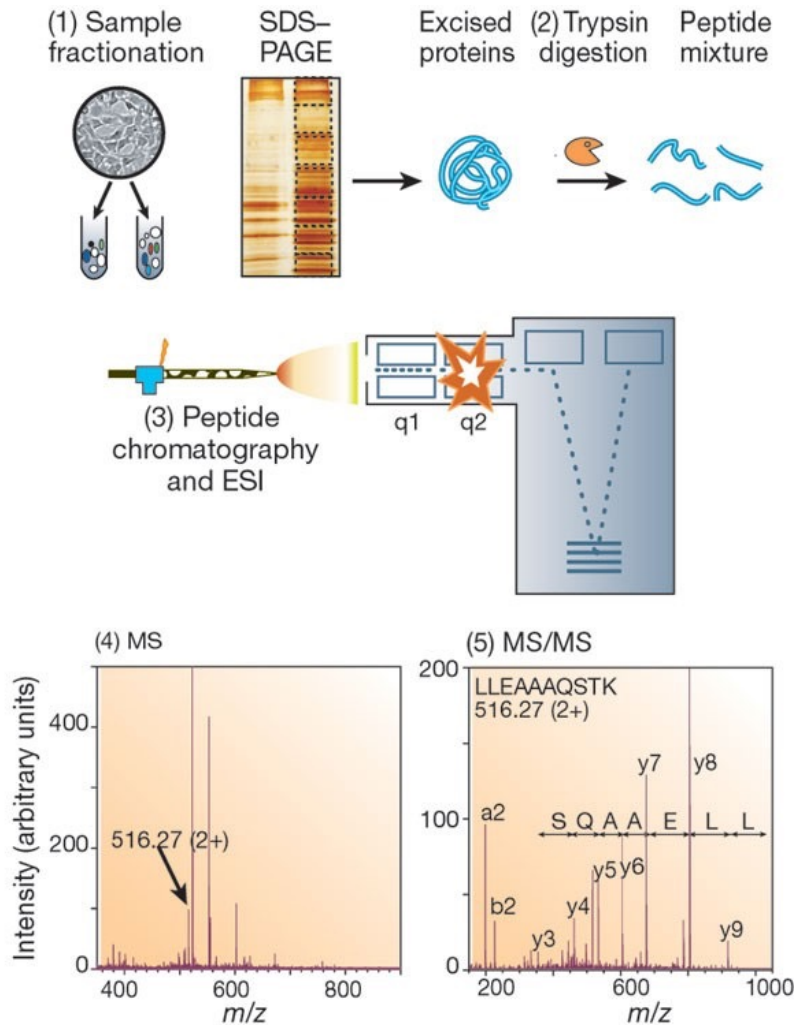 (1) Sample
fractionation
SDS–
PAGE
Excised
proteins
(2) Trypsin
digestion
Peptide
mixture
(3) Peptide
chromatography
and ESI
q1
q2
(4) MS
Intensity (arbitrary units)
400
200
0
516.27 (2+)
400
600
800
m/z
(5) MS/MS
200
100
0
LLEAAAQSTK
516.27 (2+)
a2
b2
y3
y4
y5
y6
y7
y8
y9
S Q A A E L L
200
600
1000
m/z